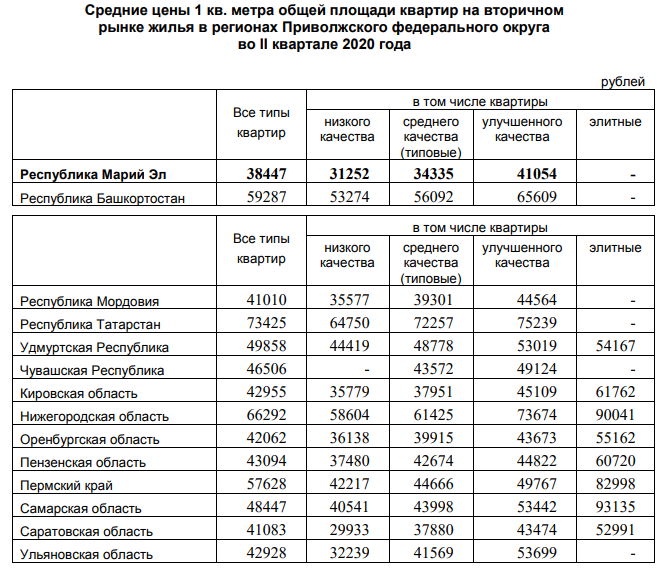 Средние цены 1 кв. метра общей площади квартир на вторичном
рынке жилья в регионах Приволжского федерального округа
во II квартале 2020 года
рублей
Все типы квартир | в том числе квартиры
низкого качества | среднего качества (типовые) | улучшенного качества | элитные
Республика Марий Эл 38447 31252 34335 41054 -
Республика Башкортостан 59287 53274 56092 65609 -
Все типы квартир | в том числе квартиры
низкого качества | среднего качества (типовые) | улучшенного качества | элитные
Республика Мордовия 41010 35577 39301 44564 -
Республика Татарстан 73425 64750 72257 75239 -
Удмуртская Республика 49858 44419 48778 53019 54167
Чувашская Республика 46506 - 43572 49124 -
Кировская область 42955 35779 37951 45109 61762
Нижегородская область 66292 58604 61425 73674 90041
Оренбургская область 42062 36138 39915 43673 55162
Пензенская область 43094 37480 42674 44822 60720
Пермский край 57628 42217 44666 49767 82998
Самарская область 48447 40541 43998 53442 93135
Саратовская область 41083 29933 37880 43474 52991
Ульяновская область 42928 32239 41569 53699 -